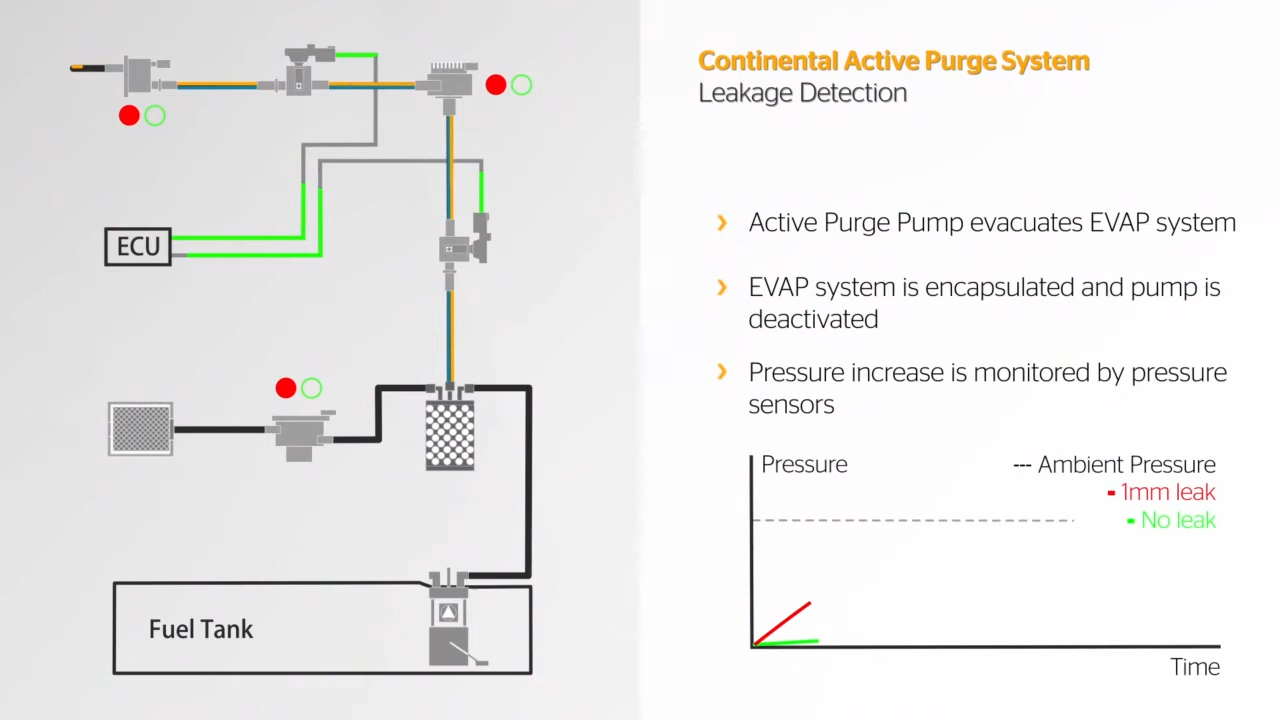 Continental Active Purge System
Leakage Detection
ECU
Fuel Tank
› Active Purge Pump evacuates EVAP system
› EVAP system is encapsulated and pump is
deactivated
› Pressure increase is monitored by pressure
sensors
Pressure
--- Ambient Pressure
- 1mm leak
- No leak
Time